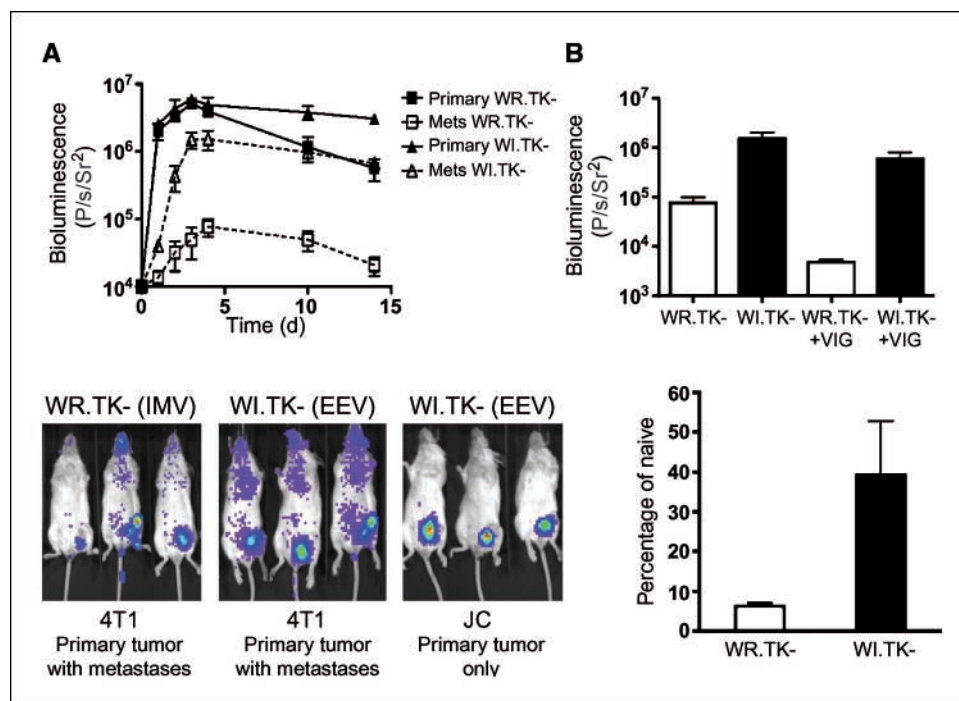 A
Bioluminescence
(P/s/Sr²)
10⁷
10⁶
10⁵
10⁴
0
5
10
15
Time (d)
Primary WR.TK-
Mets WR.TK-
Primary WI.TK-
Mets WI.TK-
WR.TK- (IMV)
WI.TK- (EEV)
WI.TK- (EEV)
4T1
Primary tumor
with metastases
4T1
Primary tumor
with metastases
JC
Primary tumor
only
B
Bioluminescence
(P/s/Sr²)
10⁷
10⁶
10⁵
10⁴
10³
WR.TK-
WI.TK-
WR.TK-
+VIG
WI.TK-
+VIG
Percentage of naive
60
50
40
30
20
10
0
WR.TK-
WI.TK-